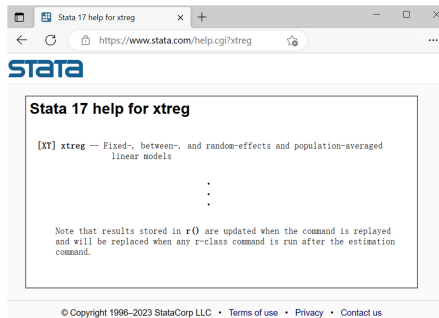 Stata 17 help for xtreg
https://www.stata.com/help.cgi?xtreg
STATA
Stata 17 help for xtreg
[XT] xtreg -- Fixed-, between-, and random-effects and population-averaged
linear models
.
.
.
Note that results stored in r() are updated when the command is replayed
and will be replaced when any r-class command is run after the estimation
command.
© Copyright 1996–2023 StataCorp LLC • Terms of use • Privacy • Contact us